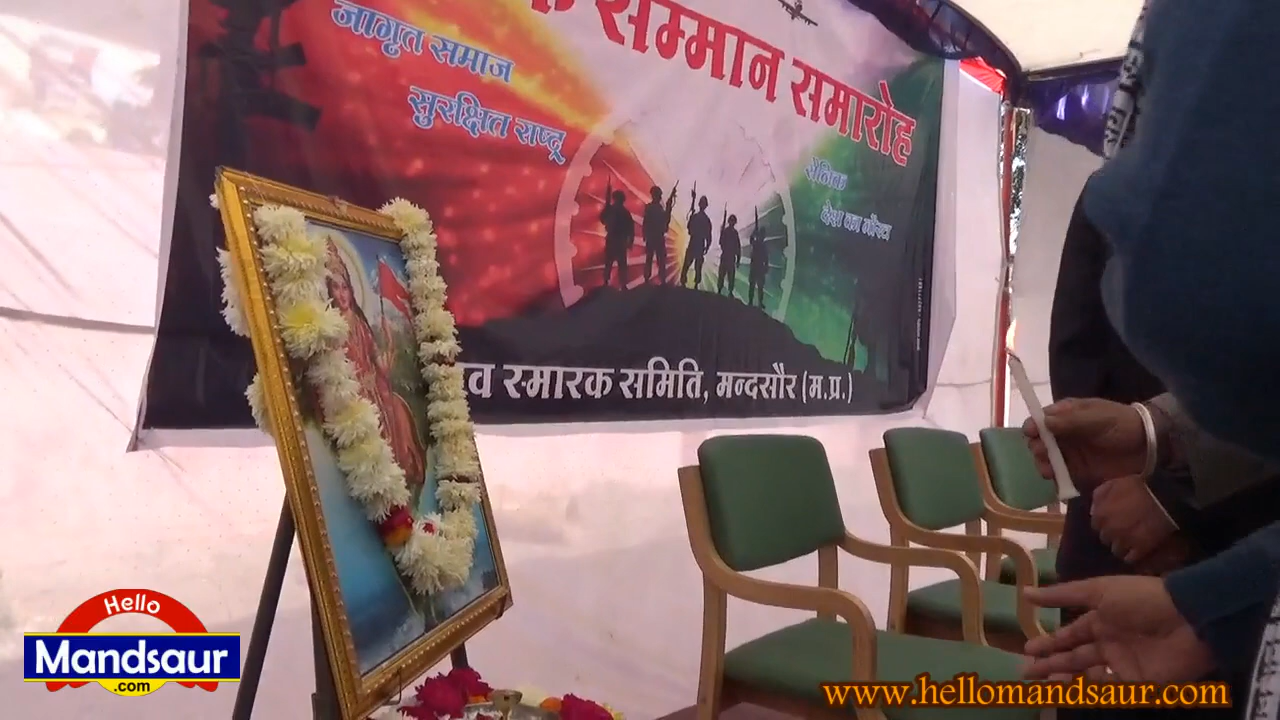 सम्मान समारोह
जागृत समाज
सुरक्षित राष्ट्र
सैनिक
देश का गौरव
स्मारक समिति, मन्दसौर (म.प्र.)
Hello
Mandsaur
.com
www.hellomandsaur.com